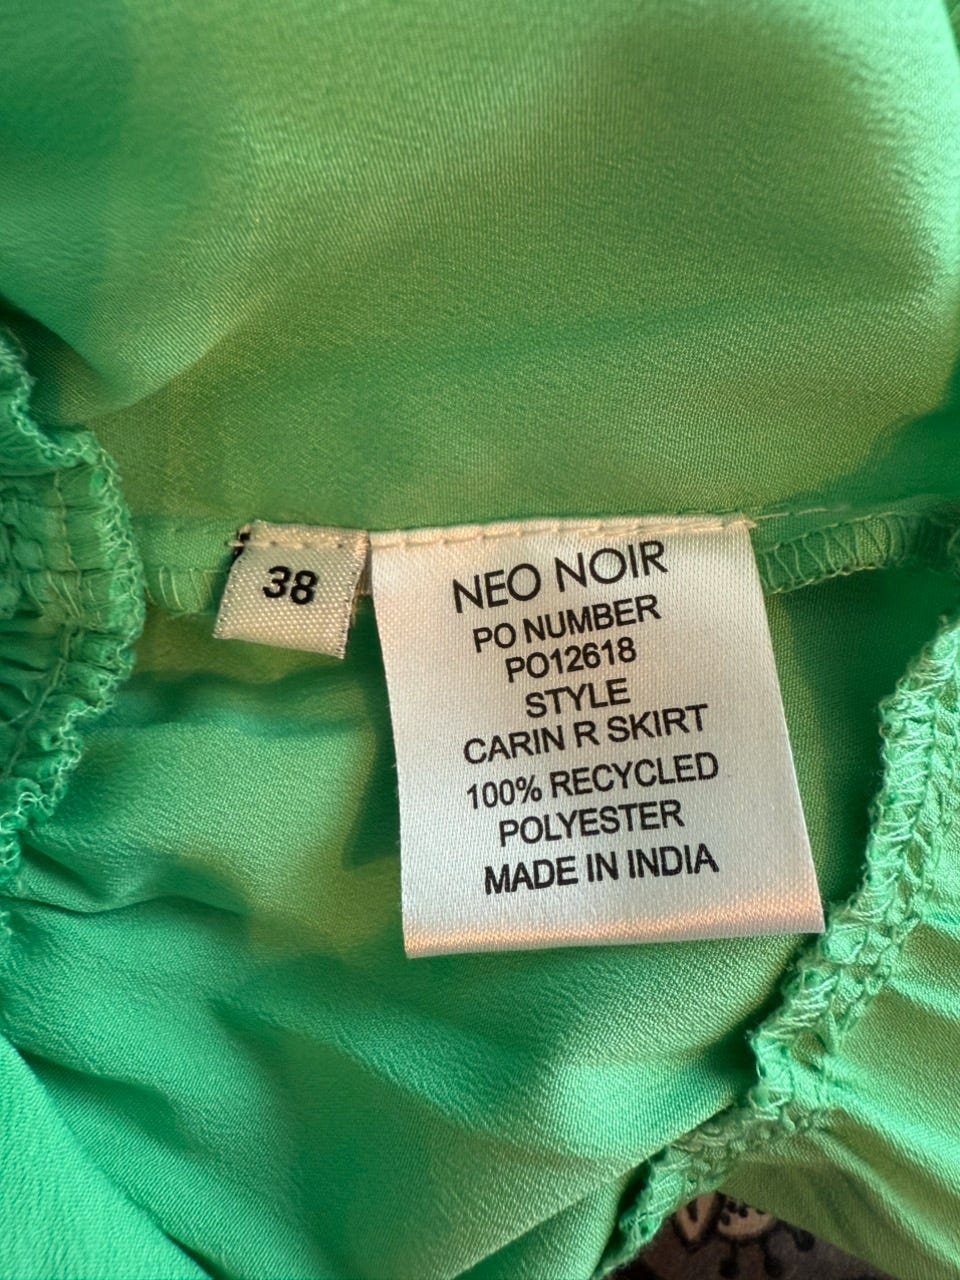 38
NEO NOIR
PO NUMBER
PO12618
STYLE
CARIN R SKIRT
100% RECYCLED
POLYESTER
MADE IN INDIA